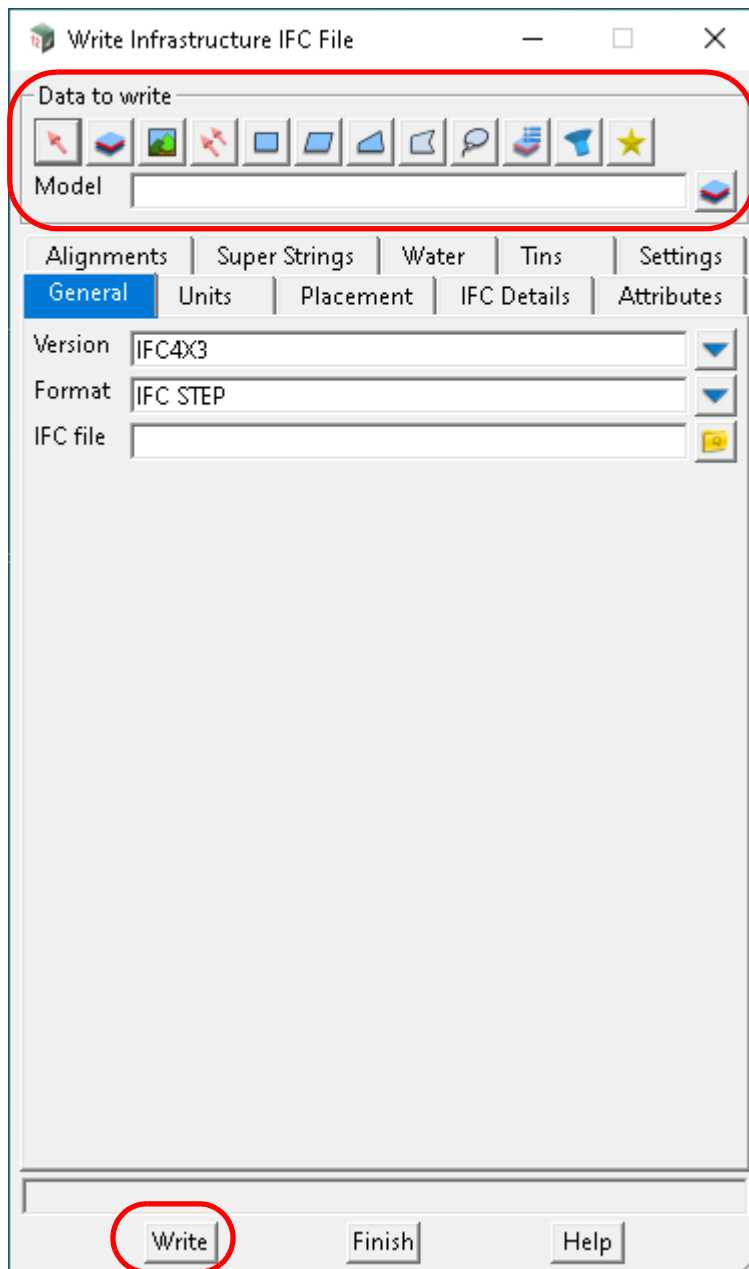 Write Infrastructure IFC File
Data to write
Model
Alignments Super Strings Water Tins Settings
General Units Placement IFC Details Attributes
Version IFC4X3
Format IFC STEP
IFC file
Write Finish Help